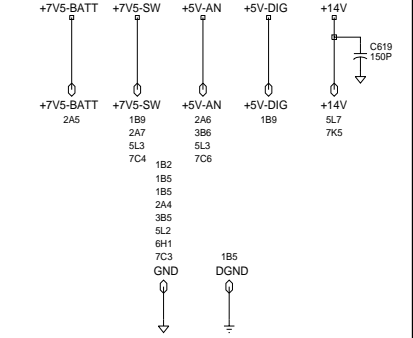 +7V5-BATT +7V5-SW +5V-AN +5V-DIG +14V
C619
150P
+7V5-BATT +7V5-SW +5V-AN +5V-DIG +14V
2A5 1B9 2A6 1B9 5L7
2A7 3B6 7K5
5L3 5L3
7C4 7C6
1B2
1B5
1B5
2A4
3B5
5L2
6H1
7C3 1B5
GND DGND